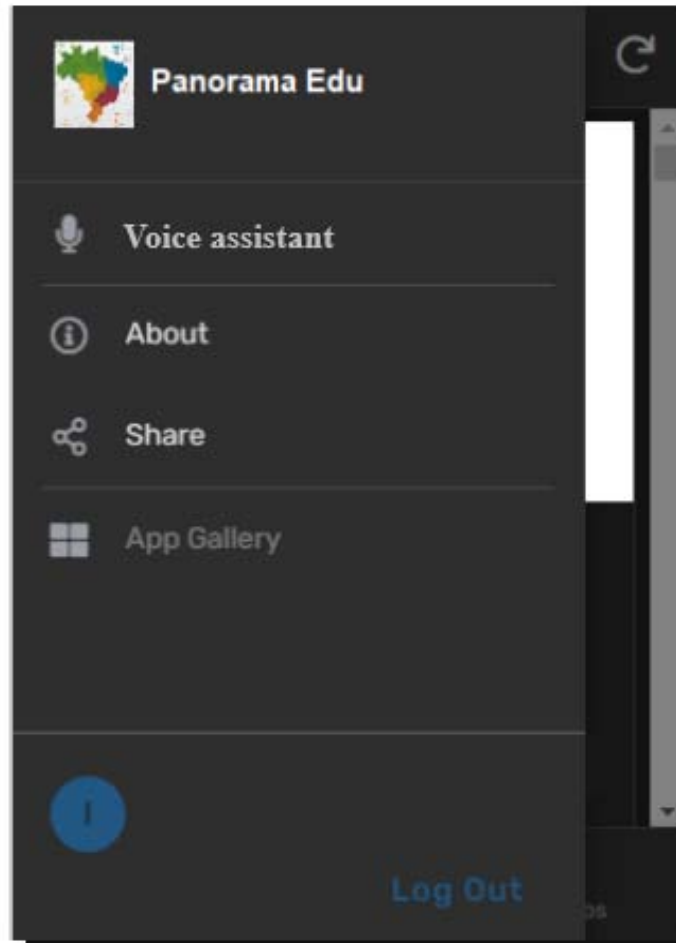 Panorama Edu
Voice assistant
About
Share
App Gallery
I
Log Out